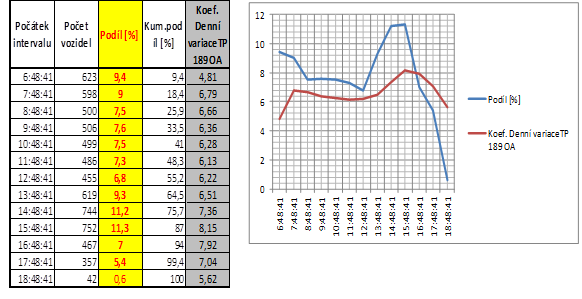 Počátek intervalu Počet vozidel Podíl [%] Kum.pod íl [%] Koef. Denní variace TP 189 OA
6:48:41 623 9,4 9,4 4,81
7:48:41 598 9 18,4 6,79
8:48:41 500 7,5 25,9 6,66
9:48:41 506 7,6 33,5 6,36
10:48:41 499 7,5 41 6,28
11:48:41 486 7,3 48,3 6,13
12:48:41 455 6,8 55,2 6,22
13:48:41 619 9,3 64,5 6,51
14:48:41 744 11,2 75,7 7,36
15:48:41 752 11,3 87 8,15
16:48:41 467 7 94 7,92
17:48:41 357 5,4 99,4 7,04
18:48:41 42 0,6 100 5,62
12
10
8
6
4
2
0
6:48:41
7:48:41
8:48:41
9:48:41
10:48:41
11:48:41
12:48:41
13:48:41
14:48:41
15:48:41
16:48:41
17:48:41
18:48:41
Podíl [%]
Koef. Denní variace TP
189 OA